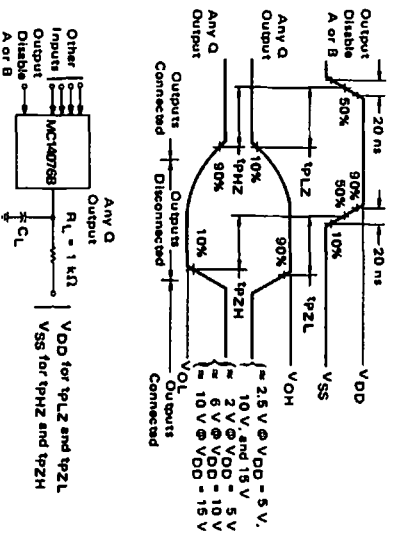 20 ns
20 ns
Output
Disable
A or B
50%
90%
50%
10%
VDD
VSS
Any Q
Output
10%
tPLZ
90%
tPZL
VOH
≈ 2.5 V @ VDD = 5 V,
10 V, and 15 V
Any Q
Output
90%
tPHZ
10%
tPZH
≈ 2 V @ VDD = 5 V
≈ 6 V @ VDD = 10 V
≈ 10 V @ VDD = 15 V
VOL
Outputs
Connected
Outputs
Disconnected
Outputs
Connected
Other
Inputs
Output
Disable
A or B
MC14076B
Any Q
Output
RL = 1 kΩ
CL
VDD for tPLZ and tPZL
VSS for tPHZ and tPZH